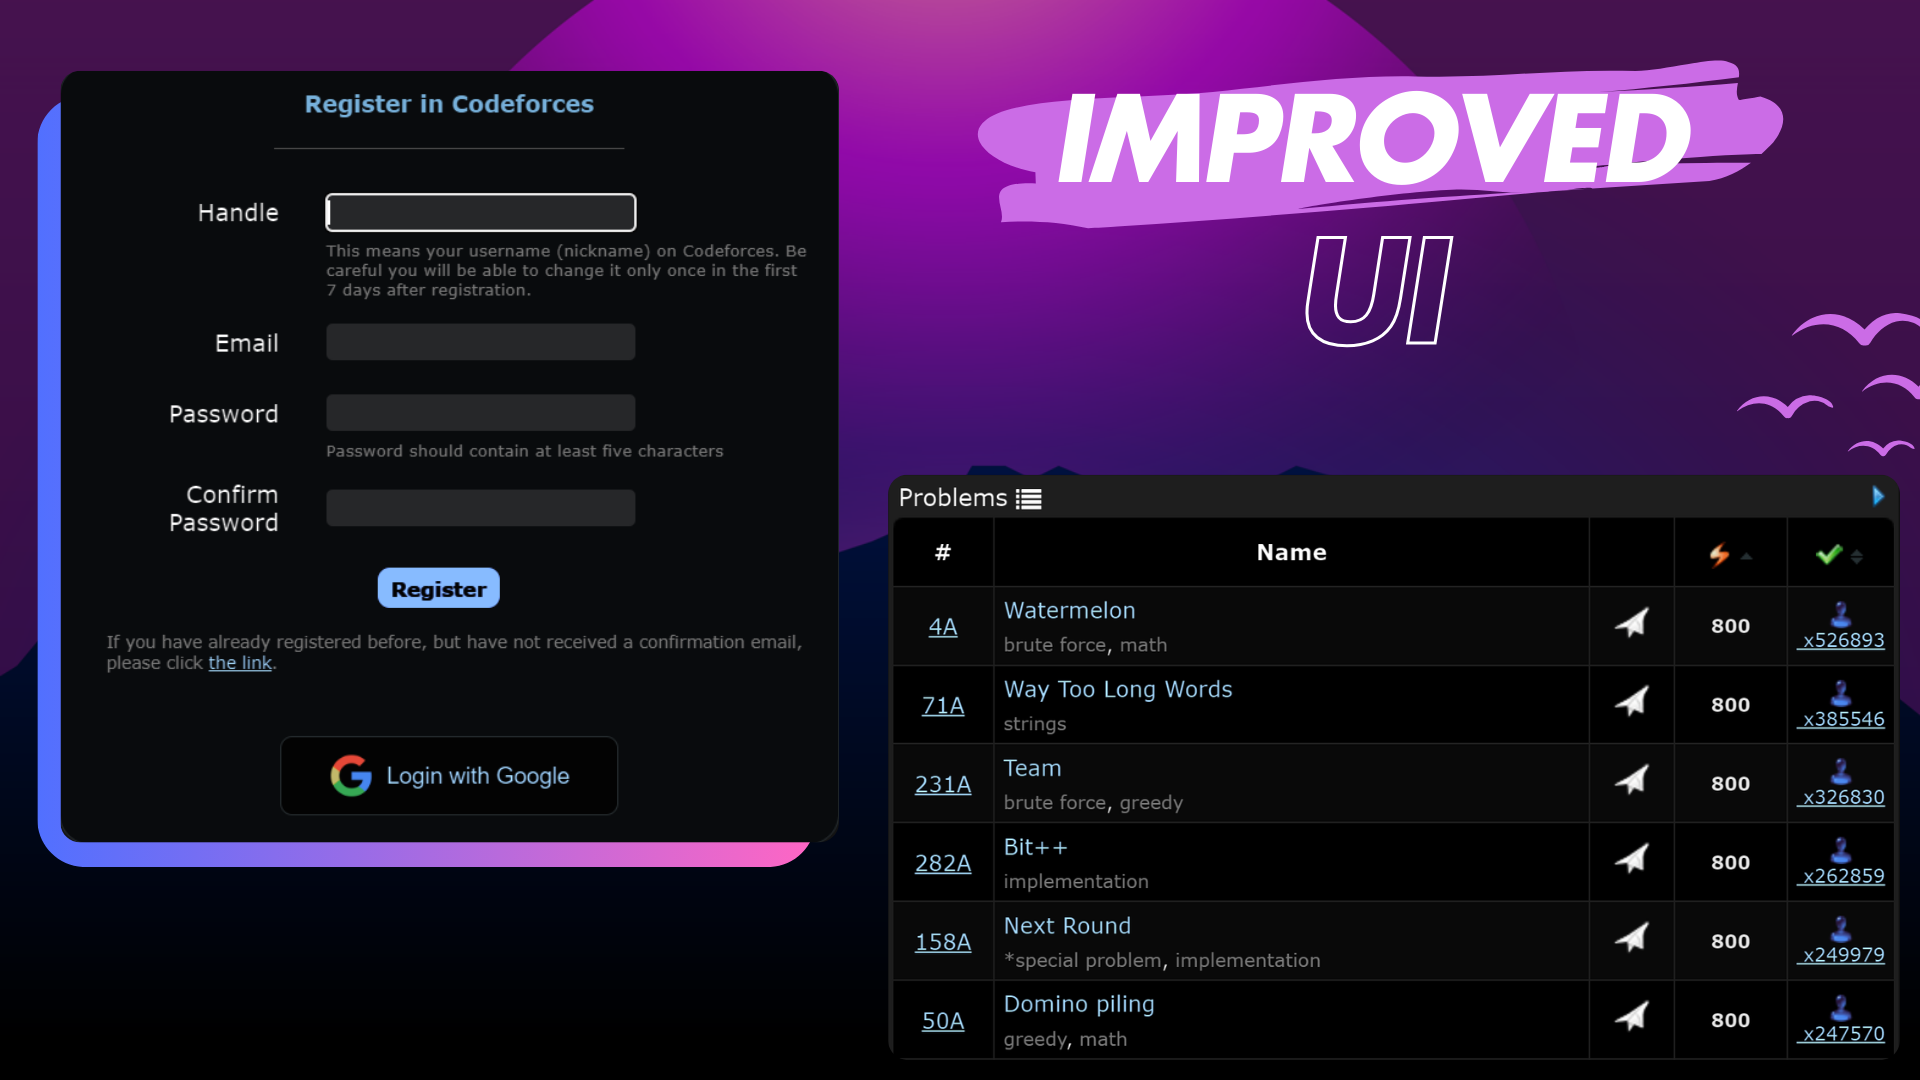 Register in Codeforces
Handle
This means your username (nickname) on Codeforces. Be
careful you will be able to change it only once in the first
7 days after registration.
Email
Password
Password should contain at least five characters
Confirm
Password
Register
If you have already registered before, but have not received a confirmation email,
please click the link.
Login with Google
IMPROVED
UI
Problems
# Name
4A Watermelon 800 x526893
brute force, math
71A Way Too Long Words 800 x385546
strings
231A Team 800 x326830
brute force, greedy
282A Bit++ 800 x262859
implementation
158A Next Round 800 x249979
*special problem, implementation
50A Domino piling 800 x247570
greedy, math